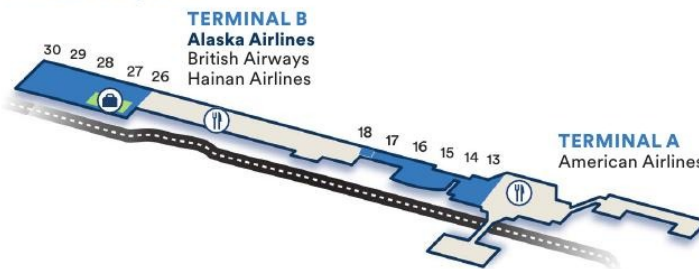 TERMINAL B
Alaska Airlines
British Airways
Hainan Airlines
30 29 28 27 26
18 17 16 15 14 13
TERMINAL A
American Airlines